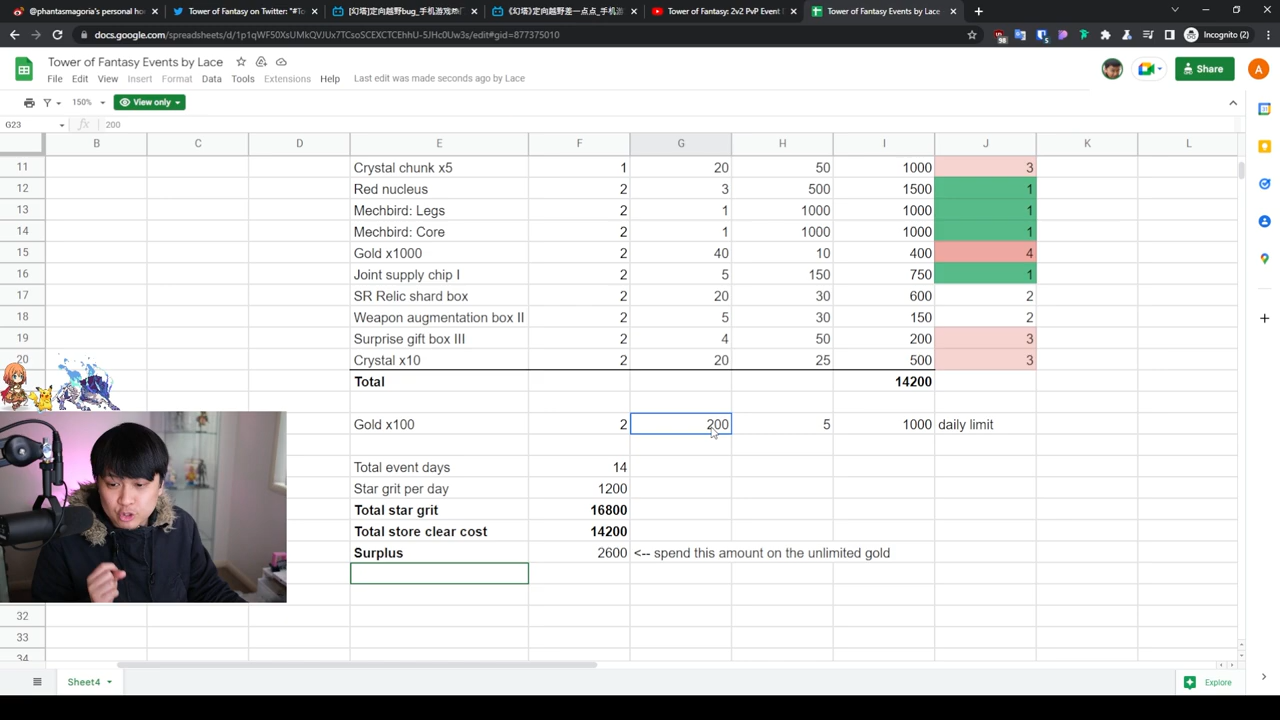 @phantasmagoria's personal ho
Tower of Fantasy on Twitter: "#To
[幻塔]定向越野bug_手机游戏热门
《幻塔》定向越野差一点点_手机游
Tower of Fantasy: 2v2 PvP Event
Tower of Fantasy Events by Lace
docs.google.com/spreadsheets/d/1p1qWF50XsUMkQVJUx7TCsoSCEXCTCEhhU-5JHc0Uw3s/edit#gid=877375010
98
Incognito (2)
Tower of Fantasy Events by Lace
File Edit View Insert Format Data Tools Extensions Help Last edit was made seconds ago by Lace
Share
A
150% View only
G23 fx 200
B C D E F G H I J K L
11 Crystal chunk x5 1 20 50 1000 3
12 Red nucleus 2 3 500 1500 1
13 Mechbird: Legs 2 1 1000 1000 1
14 Mechbird: Core 2 1 1000 1000 1
15 Gold x1000 2 40 10 400 4
16 Joint supply chip I 2 5 150 750 1
17 SR Relic shard box 2 20 30 600 2
18 Weapon augmentation box II 2 5 30 150 2
19 Surprise gift box III 2 4 50 200 3
20 Crystal x10 2 20 25 500 3
Total 14200
Gold x100 2 200 5 1000 daily limit
Total event days 14
Star grit per day 1200
Total star grit 16800
Total store clear cost 14200
Surplus 2600 <-- spend this amount on the unlimited gold
32
33
34
Sheet4
Explore